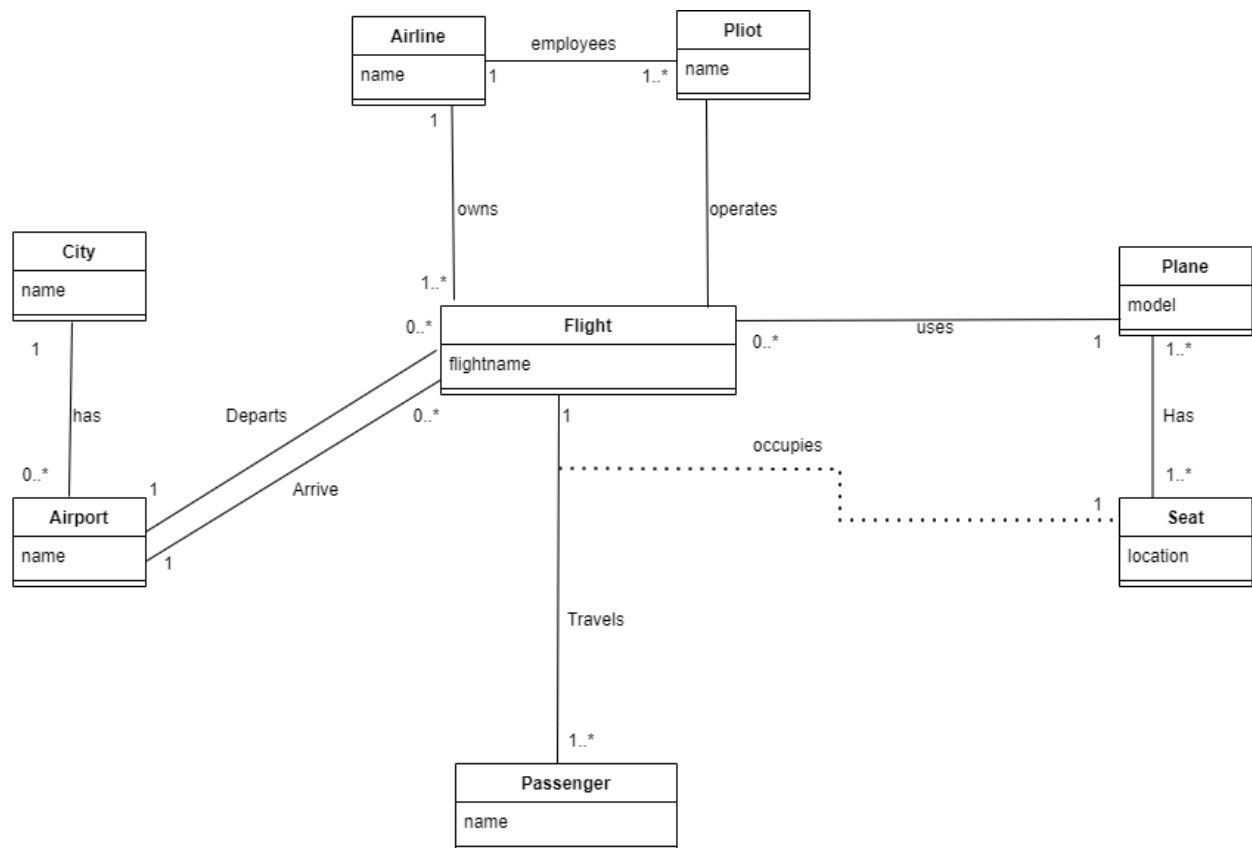 Airline
name
employees
1
1..*
Pliot
name
1
owns
1..*
operates
City
name
1
has
0..*
Airport
name
Flight
flightname
0..*
Departs
1
0..*
Arrive
1
0..*
uses
1
Plane
model
1..*
Has
1..*
1
occupies
1
Seat
location
Travels
1..*
Passenger
name